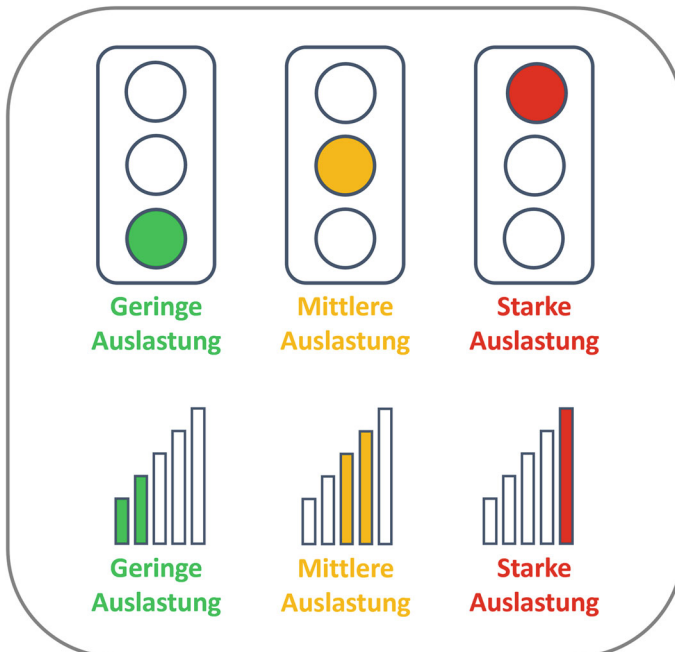 Geringe
Auslastung
Mittlere
Auslastung
Starke
Auslastung
Geringe
Auslastung
Mittlere
Auslastung
Starke
Auslastung